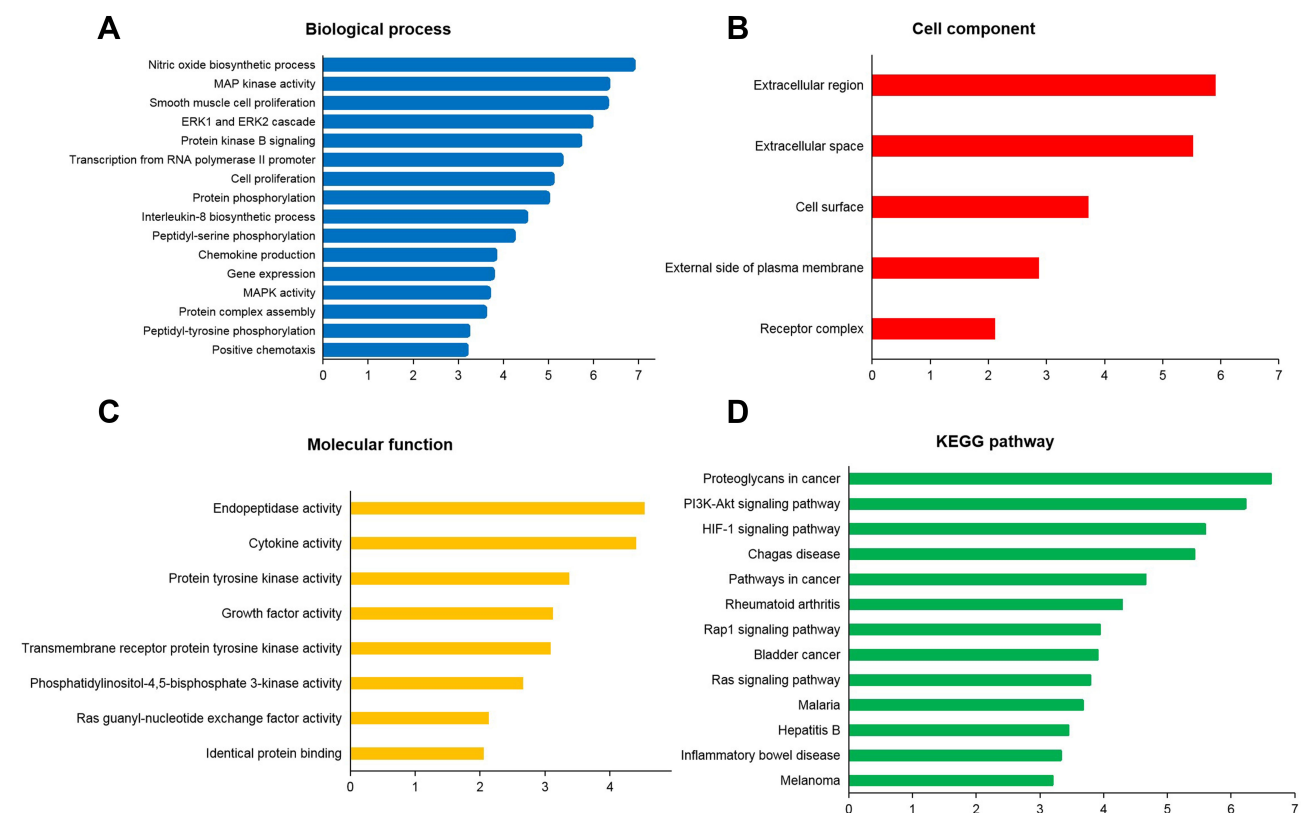 A
Biological process
Nitric oxide biosynthetic process
MAP kinase activity
Smooth muscle cell proliferation
ERK1 and ERK2 cascade
Protein kinase B signaling
Transcription from RNA polymerase II promoter
Cell proliferation
Protein phosphorylation
Interleukin-8 biosynthetic process
Peptidyl-serine phosphorylation
Chemokine production
Gene expression
MAPK activity
Protein complex assembly
Peptidyl-tyrosine phosphorylation
Positive chemotaxis
0 1 2 3 4 5 6 7
B
Cell component
Extracellular region
Extracellular space
Cell surface
External side of plasma membrane
Receptor complex
0 1 2 3 4 5 6 7
C
Molecular function
Endopeptidase activity
Cytokine activity
Protein tyrosine kinase activity
Growth factor activity
Transmembrane receptor protein tyrosine kinase activity
Phosphatidylinositol-4,5-bisphosphate 3-kinase activity
Ras guanyl-nucleotide exchange factor activity
Identical protein binding
0 1 2 3 4
D
KEGG pathway
Proteoglycans in cancer
PI3K-Akt signaling pathway
HIF-1 signaling pathway
Chagas disease
Pathways in cancer
Rheumatoid arthritis
Rap1 signaling pathway
Bladder cancer
Ras signaling pathway
Malaria
Hepatitis B
Inflammatory bowel disease
Melanoma
0 1 2 3 4 5 6 7